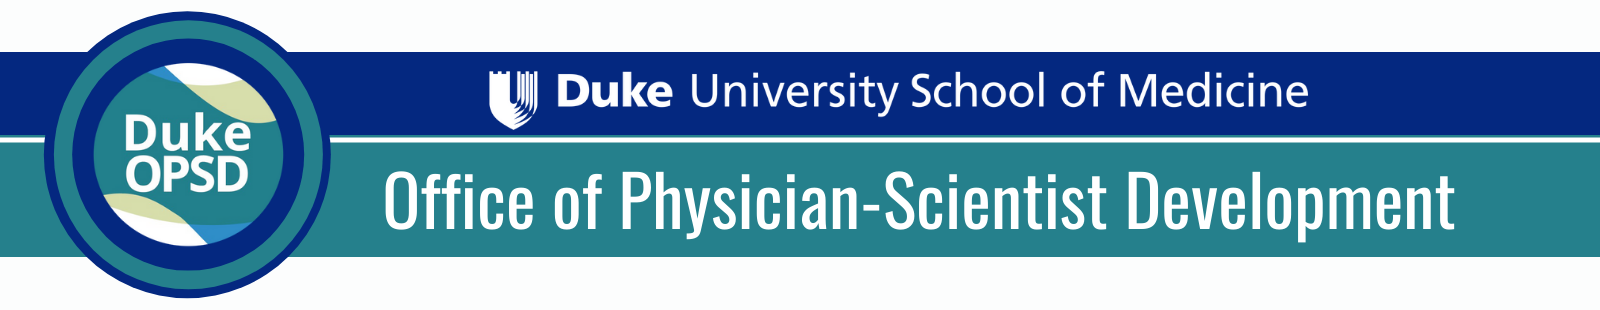 Duke
OPSD
Duke University School of Medicine
Office of Physician-Scientist Development